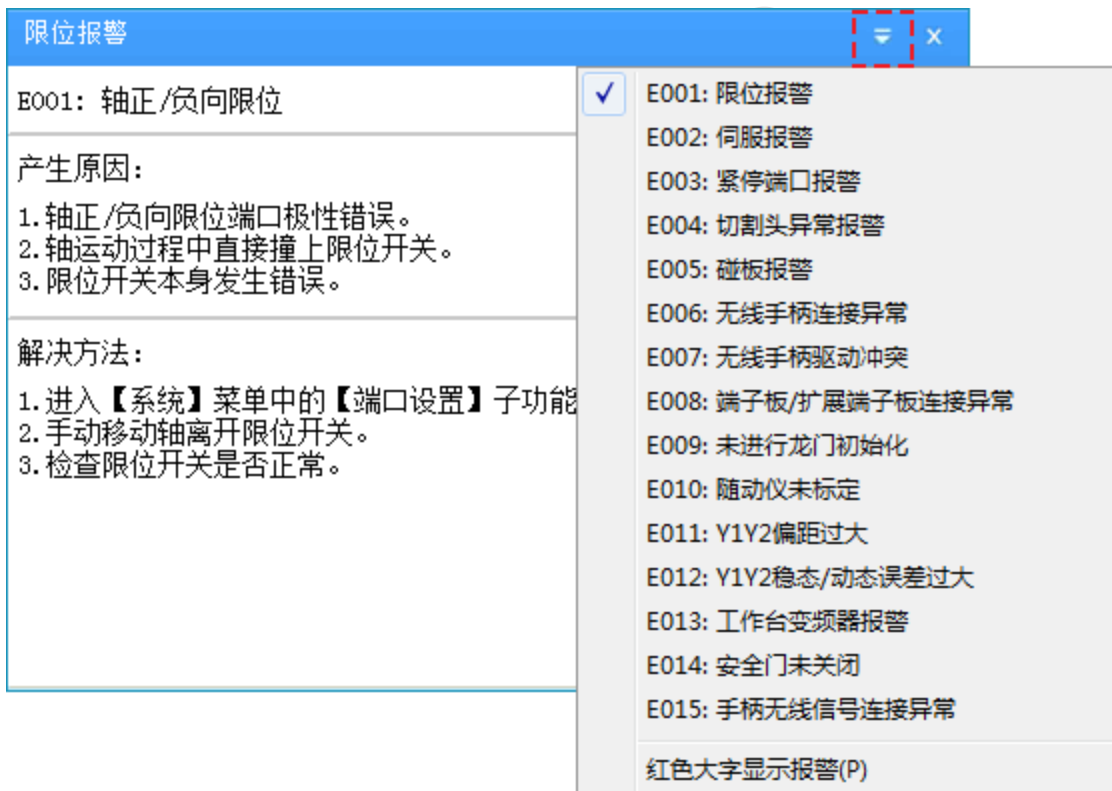 限位报警
E001: 轴正/负向限位
产生原因:
1.轴正/负向限位端口极性错误。
2.轴运动过程中直接撞上限位开关。
3.限位开关本身发生错误。
解决方法:
1.进入【系统】菜单中的【端口设置】子功能
2.手动移动轴离开限位开关。
3.检查限位开关是否正常。
E001: 限位报警
E002: 伺服报警
E003: 紧停端口报警
E004: 切割头异常报警
E005: 碰板报警
E006: 无线手柄连接异常
E007: 无线手柄驱动冲突
E008: 端子板/扩展端子板连接异常
E009: 未进行龙门初始化
E010: 随动仪未标定
E011: Y1Y2偏距过大
E012: Y1Y2稳态/动态误差过大
E013: 工作台变频器报警
E014: 安全门未关闭
E015: 手柄无线信号连接异常
红色大字显示报警(P)